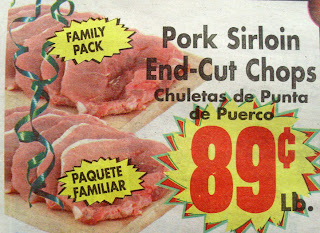 FAMILY
PACK
Pork Sirloin
End-Cut Chops
Chuletas de Punta
de Puerco
PAQUETE
FAMILIAR
89¢
Lb.